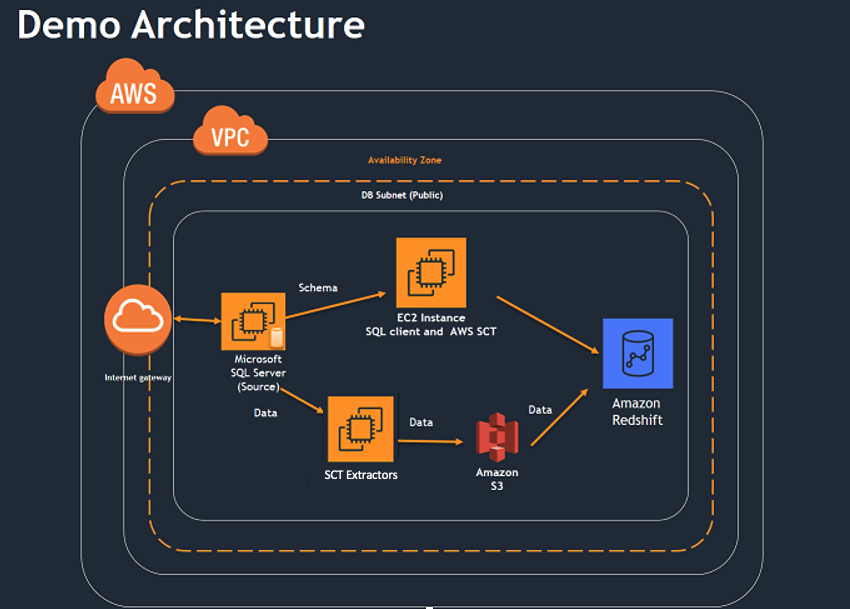 Demo Architecture
AWS
VPC
Availability Zone
DB Subnet (Public)
Schema
EC2 Instance
SQL client and AWS SCT
Internet gateway
Microsoft
SQL Server
(Source)
Data
SCT Extractors
Data
Amazon
S3
Data
Amazon
Redshift